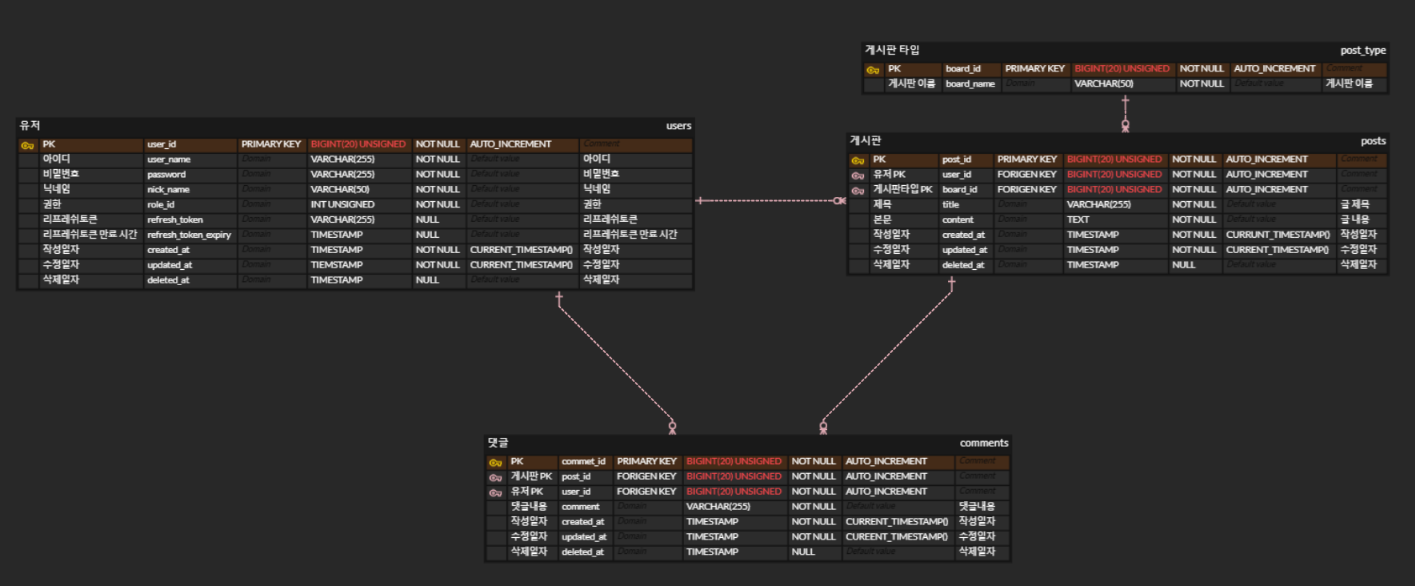 게시판 타입 post_type
PK board_id PRIMARY KEY BIGINT(20) UNSIGNED NOT NULL AUTO_INCREMENT Comment
게시판 이름 board_name Domain VARCHAR(50) NOT NULL Default value 게시판 이름
유저 users
PK user_id PRIMARY KEY BIGINT(20) UNSIGNED NOT NULL AUTO_INCREMENT Comment
아이디 user_name Domain VARCHAR(255) NOT NULL Default value 아이디
비밀번호 password Domain VARCHAR(255) NOT NULL Default value 비밀번호
닉네임 nick_name Domain VARCHAR(50) NOT NULL Default value 닉네임
권한 role_id Domain INT UNSIGNED NOT NULL Default value 권한
리프레쉬토큰 refresh_token Domain VARCHAR(255) NULL Default value 리프레쉬토큰
리프레쉬토큰 만료 시간 refresh_token_expiry Domain TIMESTAMP NULL Default value 리프레쉬토큰 만료 시간
작성일자 created_at Domain TIMESTAMP NOT NULL CURRENT_TIMESTAMP() 작성일자
수정일자 updated_at Domain TIEMSTAMP NOT NULL CURRENT_TIMESTAMP() 수정일자
삭제일자 deleted_at Domain TIMESTAMP NULL Default value 삭제일자
게시판 posts
PK post_id PRIMARY KEY BIGINT(20) UNSIGNED NOT NULL AUTO_INCREMENT Comment
유저 PK user_id FORIGEN KEY BIGINT(20) UNSIGNED NOT NULL AUTO_INCREMENT Comment
게시판타입 PK board_id FORIGEN KEY BIGINT(20) UNSIGNED NOT NULL AUTO_INCREMENT Comment
제목 title Domain VARCHAR(255) NOT NULL Default value 글 제목
본문 content Domain TEXT NOT NULL Default value 글 내용
작성일자 created_at Domain TIMESTAMP NOT NULL CURRUNT_TIMESTAMP() 작성일자
수정일자 updated_at Domain TIMESTAMP NOT NULL CURRENT_TIMESTAMP() 수정일자
삭제일자 deleted_at Domain TIMESTAMP NULL Default value 삭제일자
댓글 comments
PK commet_id PRIMARY KEY BIGINT(20) UNSIGNED NOT NULL AUTO_INCREMENT Comment
게시판 PK post_id FORIGEN KEY BIGINT(20) UNSIGNED NOT NULL AUTO_INCREMENT Comment
유저 PK user_id FORIGEN KEY BIGINT(20) UNSIGNED NOT NULL AUTO_INCREMENT Comment
댓글내용 comment Domain VARCHAR(255) NOT NULL Default value 댓글내용
작성일자 created_at Domain TIMESTAMP NOT NULL CURRENT_TIMESTAMP() 작성일자
수정일자 updated_at Domain TIMESTAMP NOT NULL CUREENT_TIMESTAMP() 수정일자
삭제일자 deleted_at Domain TIMESTAMP NULL Default value 삭제일자